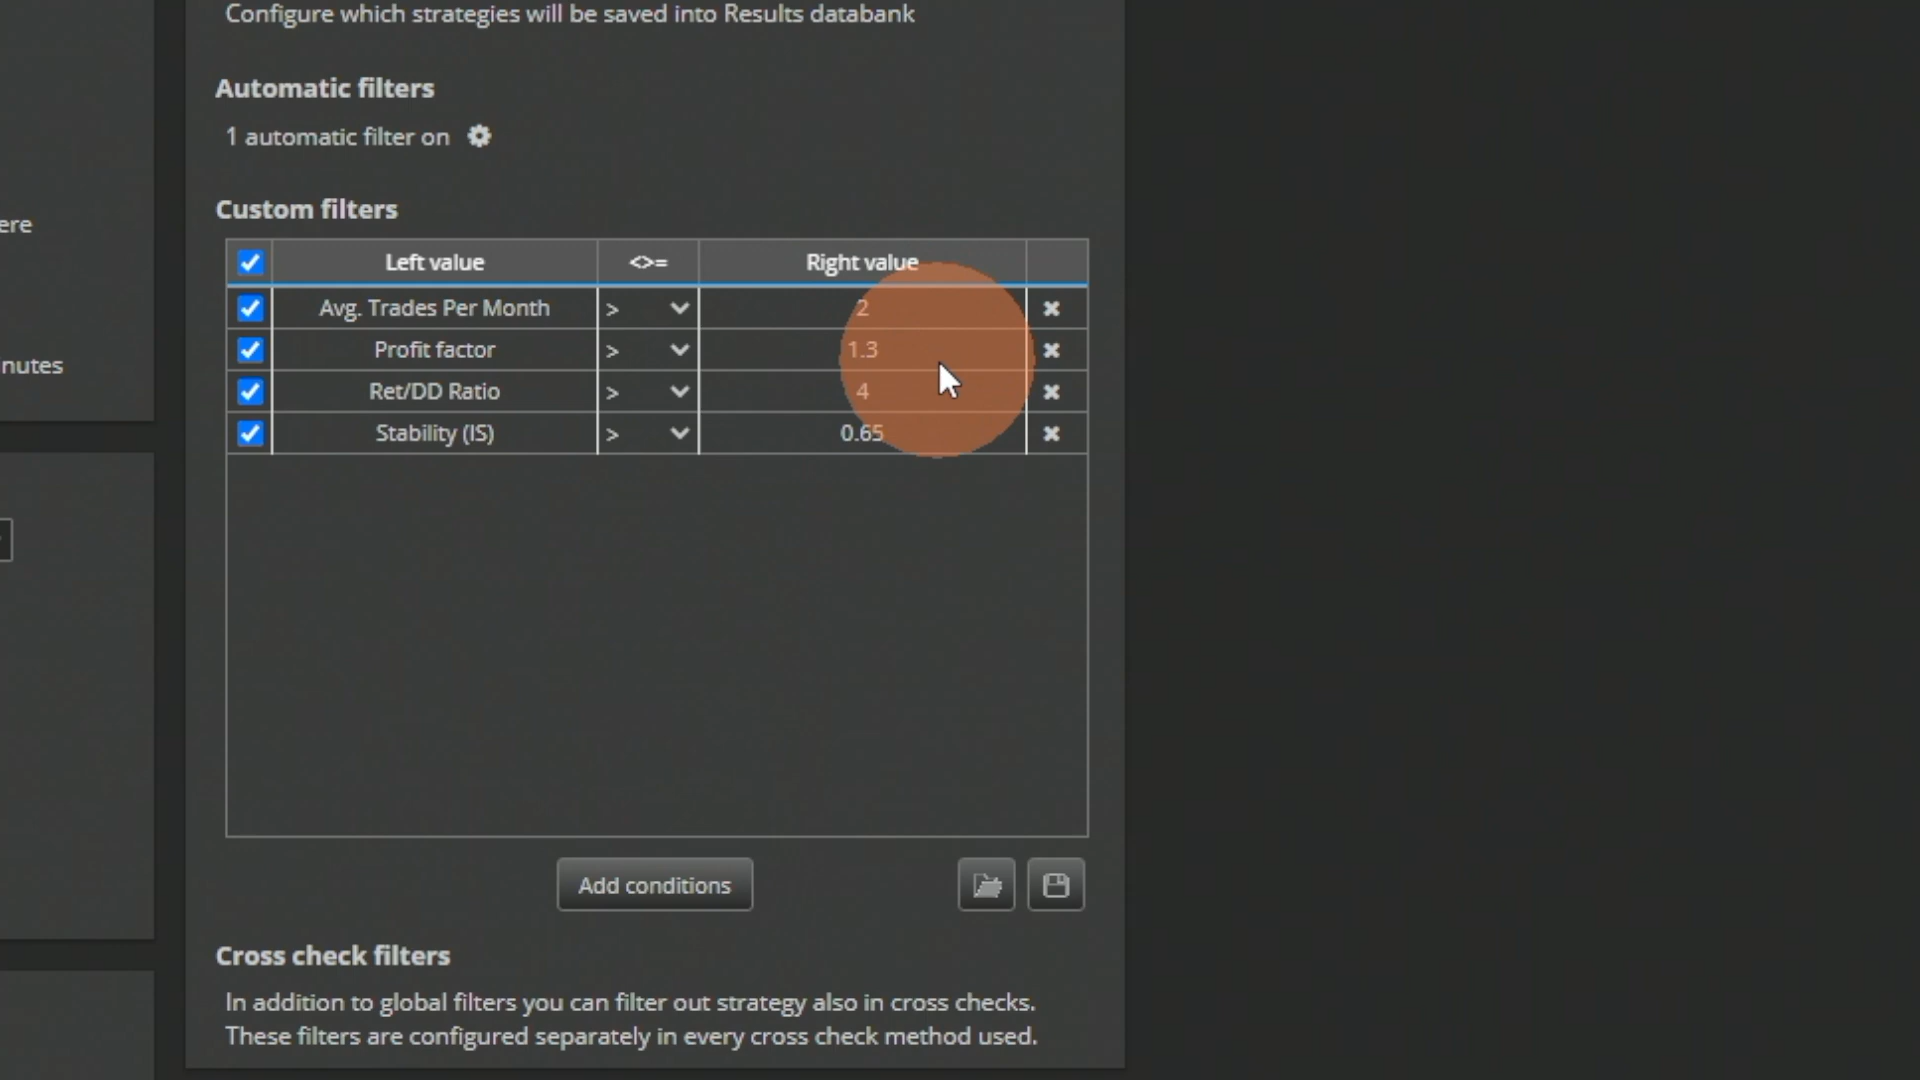 Configure which strategies will be saved into Results databank
Automatic filters
1 automatic filter on
Custom filters
Left value <>= Right value
Avg. Trades Per Month > 2
Profit factor > 1.3
Ret/DD Ratio > 4
Stability (IS) > 0.65
Add conditions
Cross check filters
In addition to global filters you can filter out strategy also in cross checks.
These filters are configured separately in every cross check method used.
ere
nutes